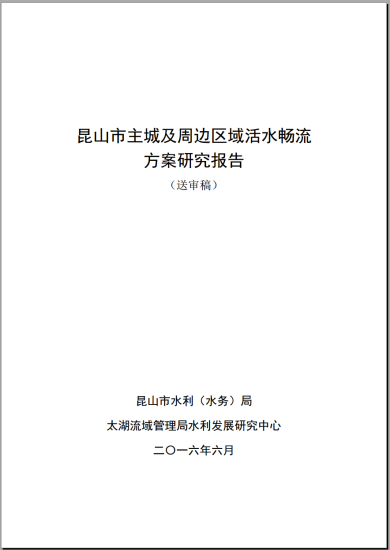 昆山市主城及周边区域活水畅流
方案研究报告
（送审稿）
昆山市水利（水务）局
太湖流域管理局水利发展研究中心
二〇一六年六月